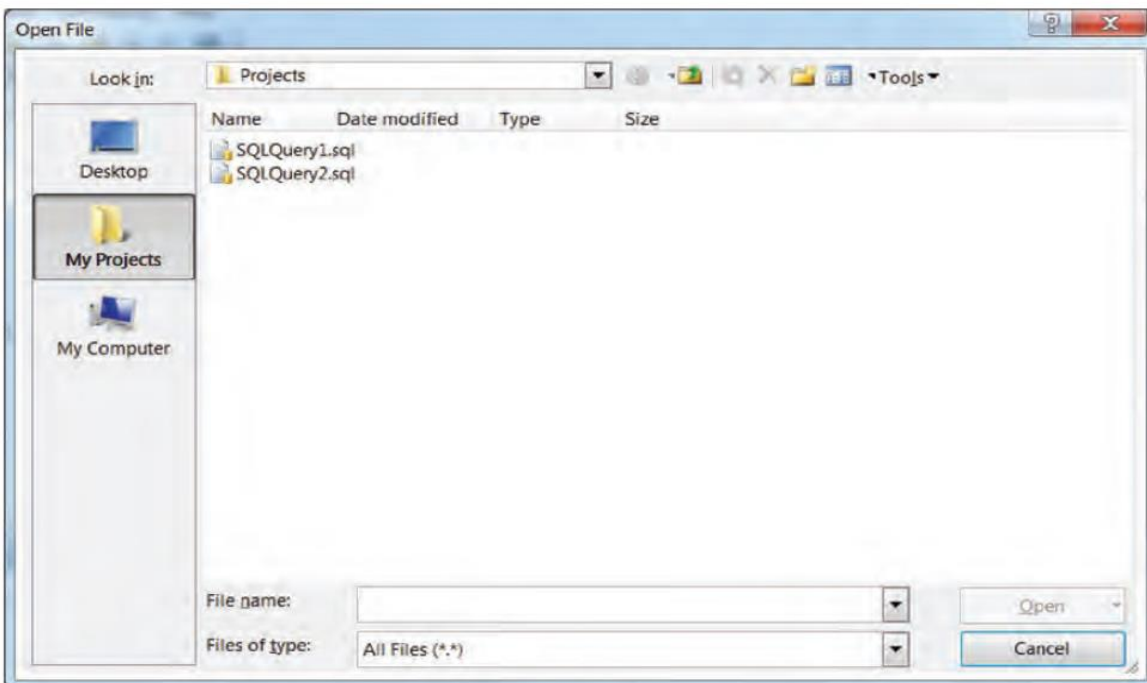 Open File
Look in:
Projects
Tools
Desktop
My Projects
My Computer
Name Date modified Type Size
SQLQuery1.sql
SQLQuery2.sql
File name:
Open
Files of type:
All Files (*.*)
Cancel